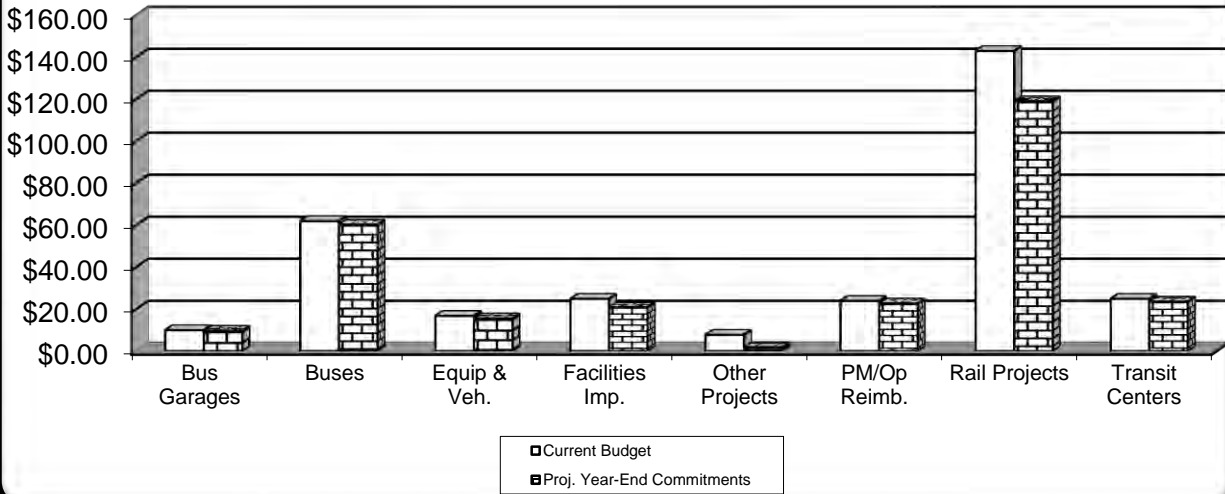 $160.00
$140.00
$120.00
$100.00
$80.00
$60.00
$40.00
$20.00
$0.00
Bus
Garages
Buses
Equip &
Veh.
Facilities
Imp.
Other
Projects
PM/Op
Reimb.
Rail Projects
Transit
Centers
Current Budget
Proj. Year-End Commitments